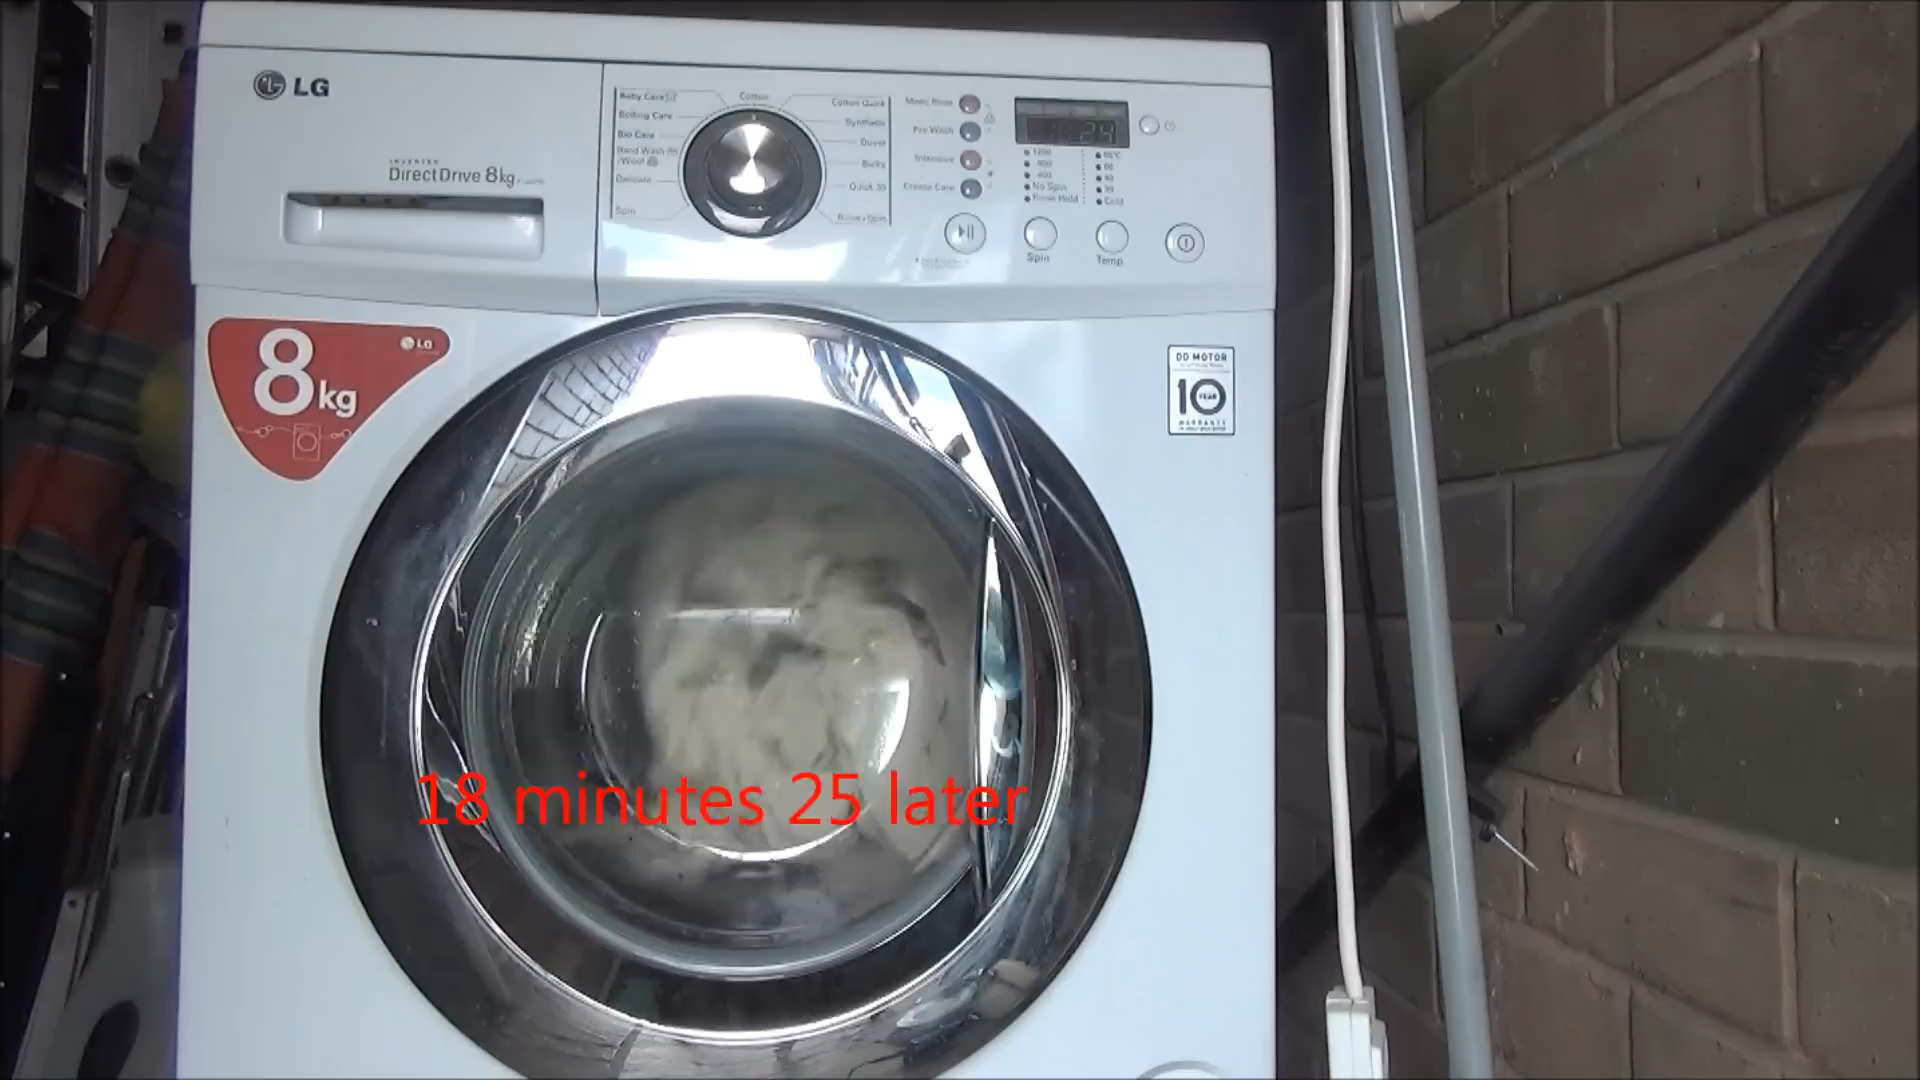 LG
INVERTER
DirectDrive 8kg
Baby Care
Boiling Care
Bio Care
Hand Wash
/Wool
Delicate
Spin
Cotton
Cotton Quick
Synthetic
Duvet
Bulky
Quick 30
Rinse+Spin
Medic Rinse
Pre Wash
Intensive
Crease Care
24
1200
800
400
No Spin
Rinse Hold
95℃
60
40
30
Cold
Spin
Temp.
8kg
LG
DD MOTOR
10 YEAR
WARRANTY
18 minutes 25 later